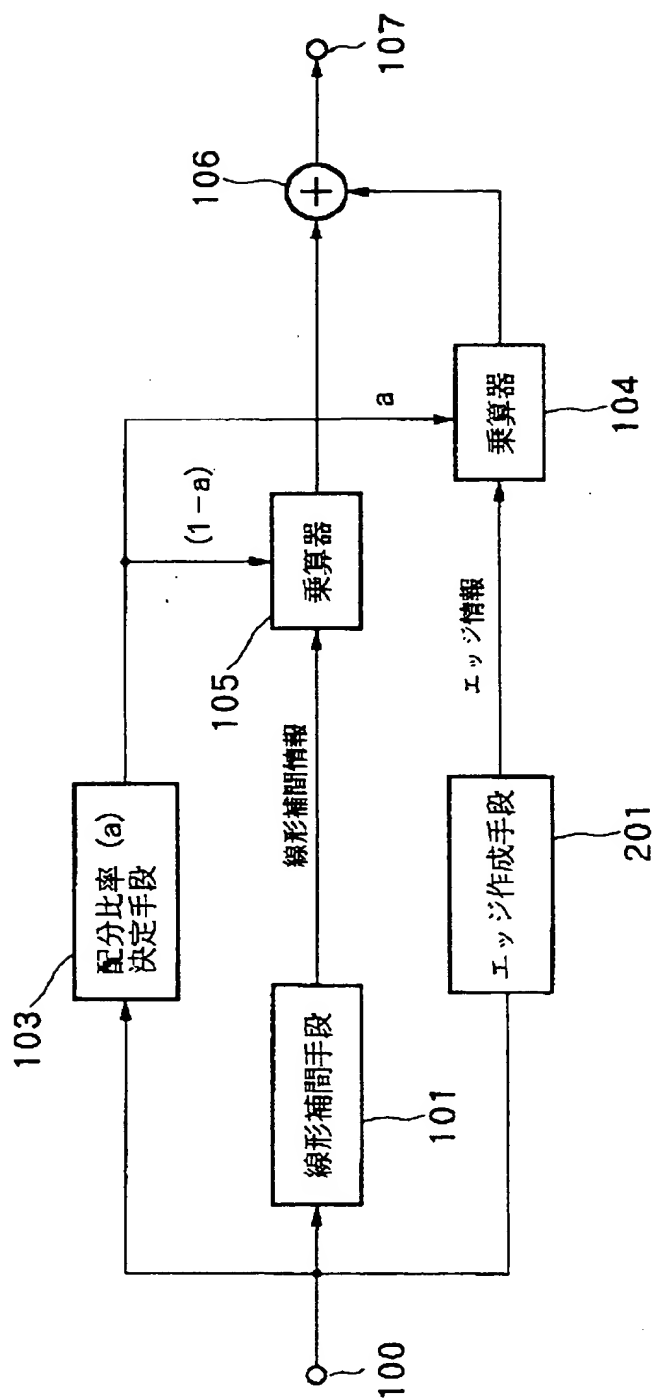 103
配分比率 (a)
決定手段
(1-a)
a
105
乗算器
106
107
100
線形補間手段
101
線形補間情報
エッジ作成手段
201
エッジ情報
乗算器
104